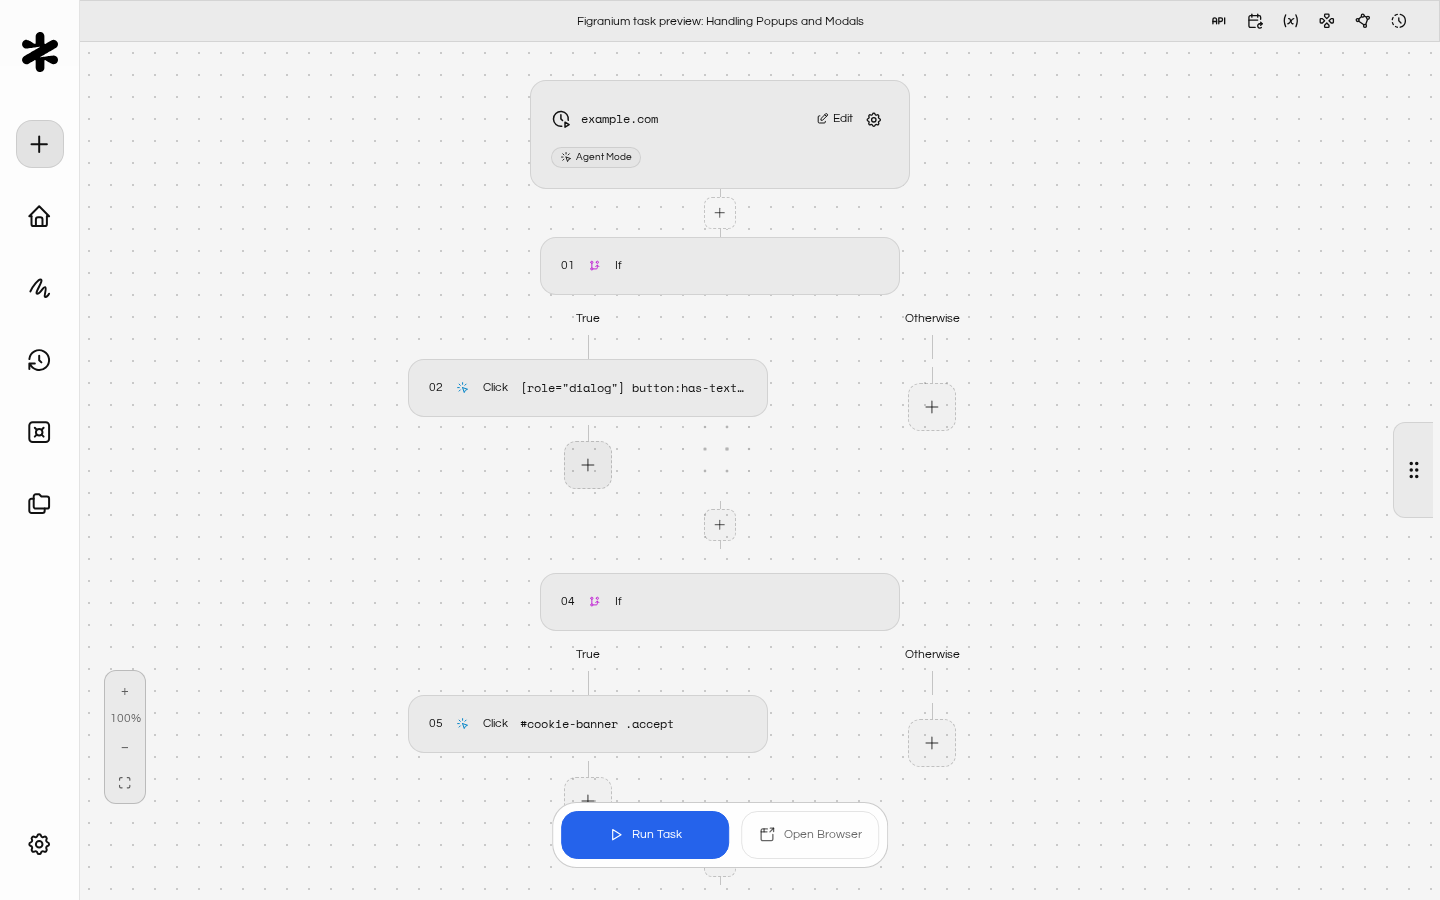 Figranium task preview: Handling Popups and Modals
API
(x)
example.com
Edit
Agent Mode
01 If
True
Otherwise
02 Click [role="dialog"] button:has-text…
04 If
True
Otherwise
05 Click #cookie-banner .accept
100%
Run Task
Open Browser